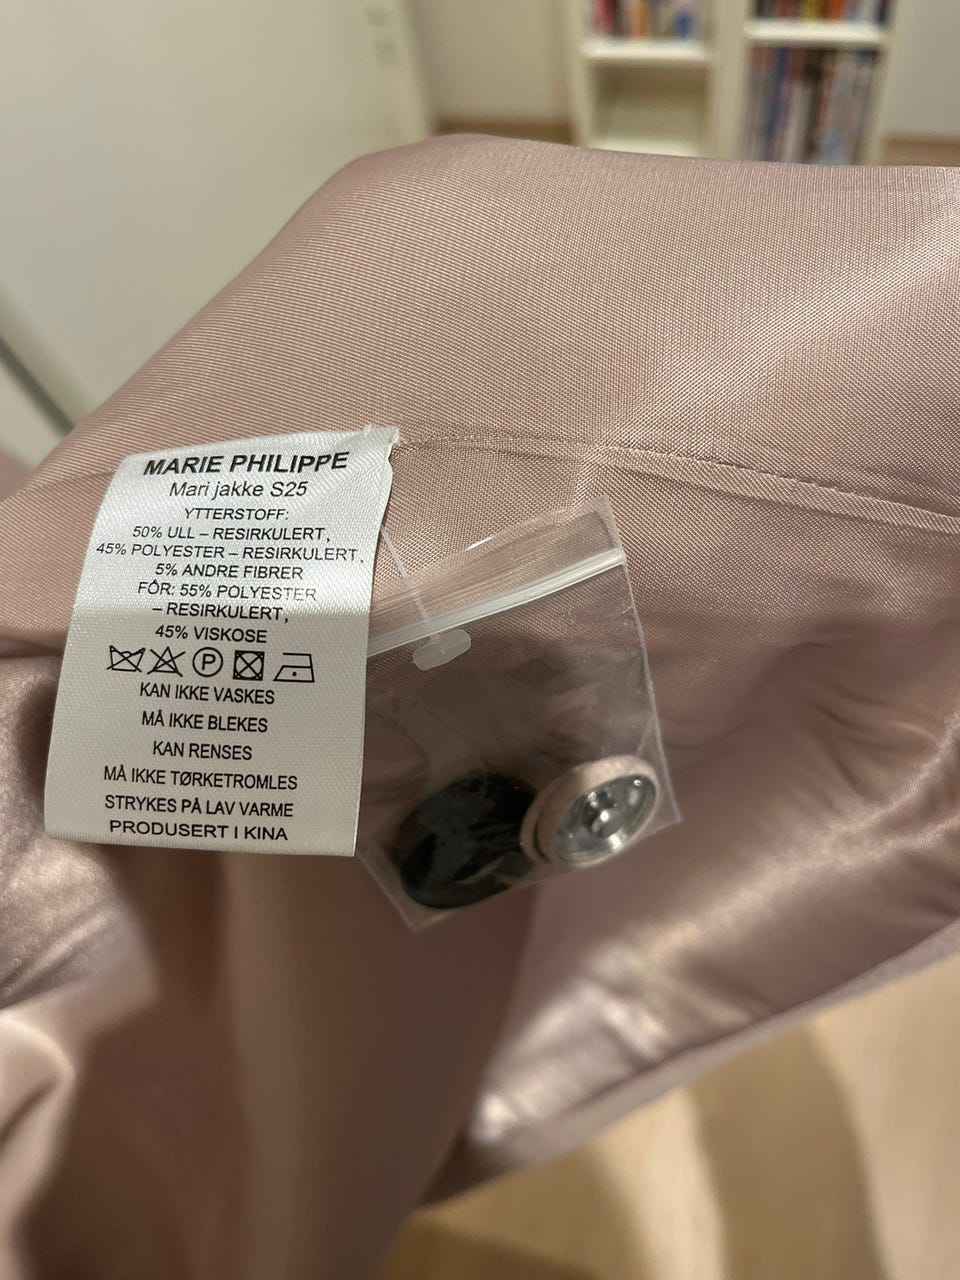 MARIE PHILIPPE
Mari jakke S25
YTTERSTOFF:
50% ULL – RESIRKULERT,
45% POLYESTER – RESIRKULERT,
5% ANDRE FIBRER
FÔR: 55% POLYESTER
– RESIRKULERT,
45% VISKOSE
P
KAN IKKE VASKES
MÅ IKKE BLEKES
KAN RENSES
MÅ IKKE TØRKETROMLES
STRYKES PÅ LAV VARME
PRODUSERT I KINA